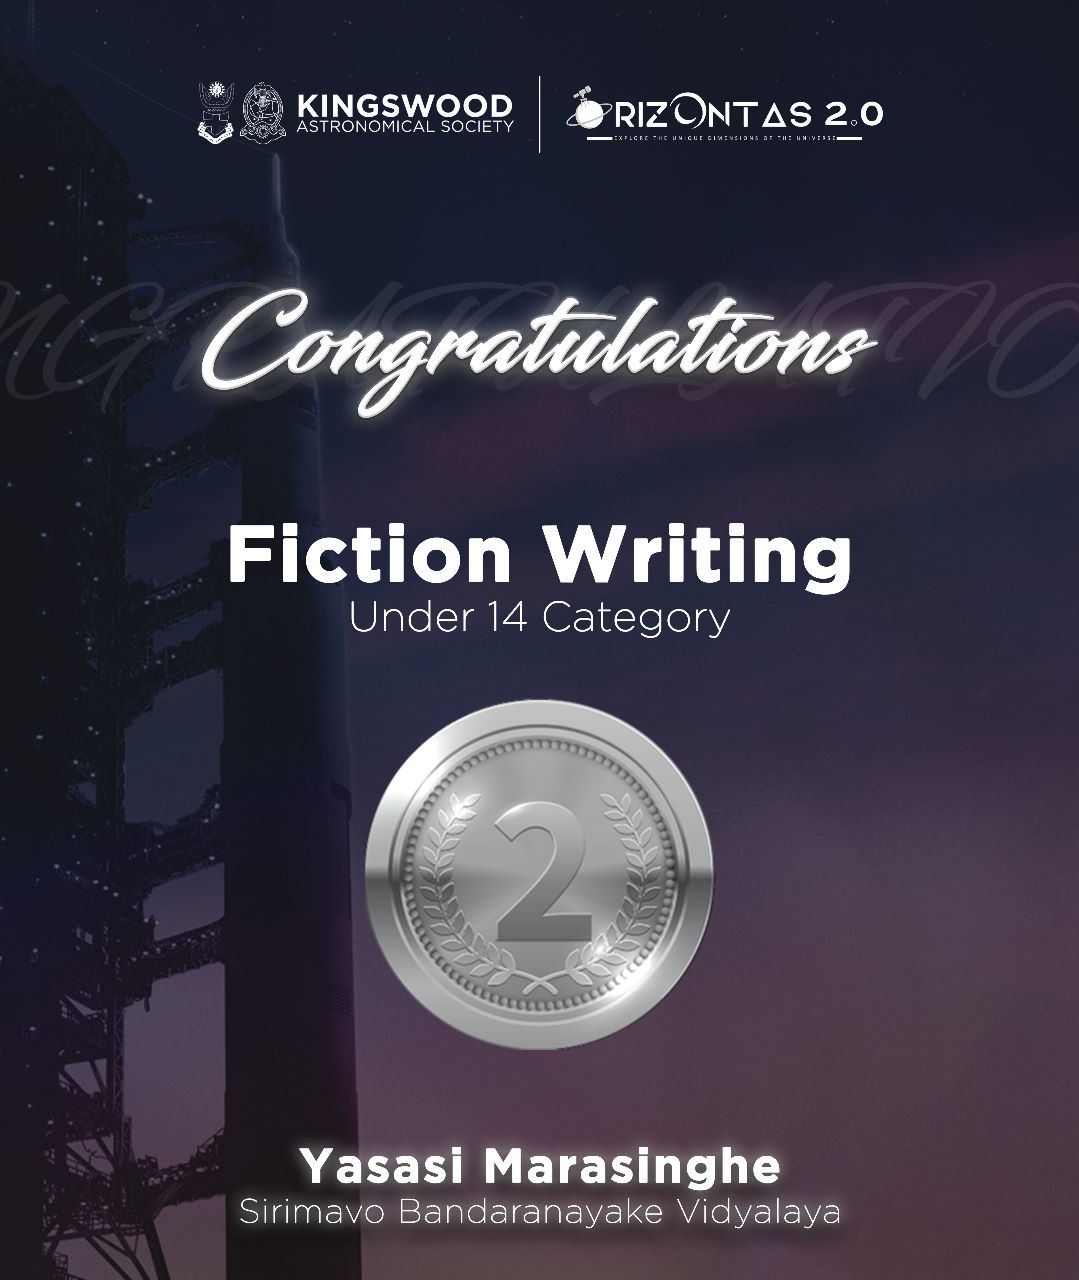 KINGSWOOD
ASTRONOMICAL SOCIETY
ORIZONTAS 2.0
EXPLORE THE UNIQUE DIMENSIONS OF THE UNIVERSE
Congratulations
Fiction Writing
Under 14 Category
2
Yasasi Marasinghe
Sirimavo Bandaranayake Vidyalaya